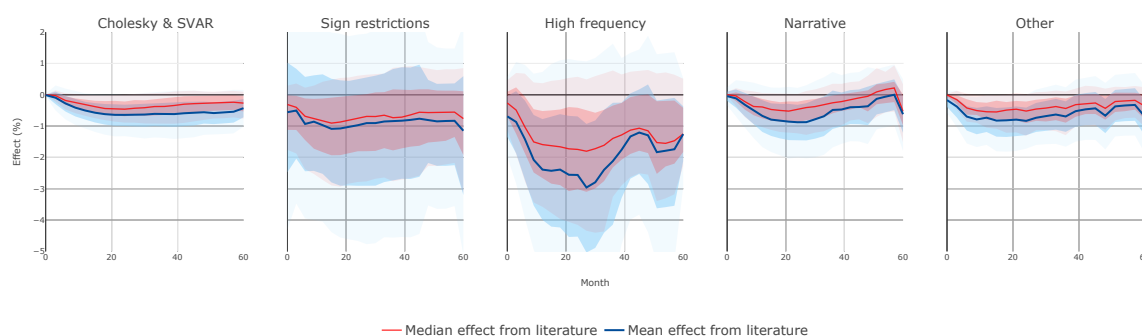 Cholesky & SVAR
Sign restrictions
High frequency
Narrative
Other
Effect (%)
2
1
0
−1
−2
−3
−4
−5
0 20 40 60
0 20 40 60
0 20 40 60
0 20 40 60
0 20 40 60
Month
Median effect from literature
Mean effect from literature